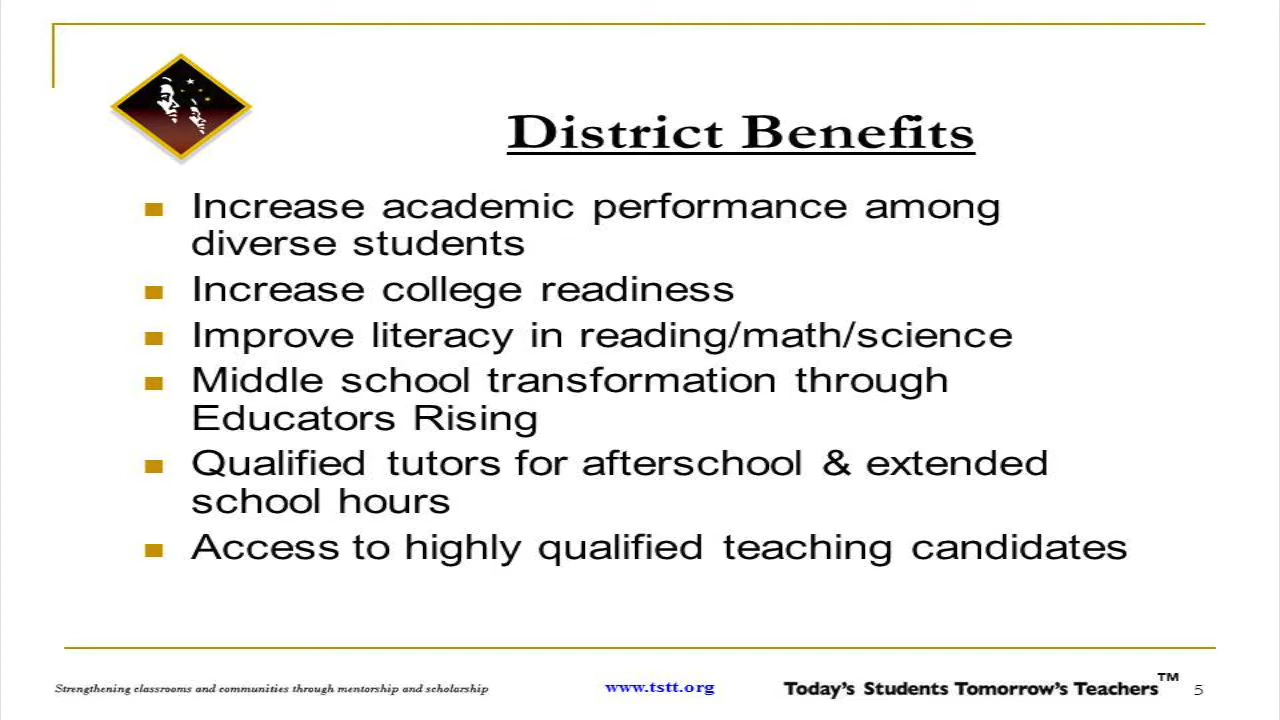 District Benefits
Increase academic performance among
diverse students
Increase college readiness
Improve literacy in reading/math/science
Middle school transformation through
Educators Rising
Qualified tutors for afterschool & extended
school hours
Access to highly qualified teaching candidates
Strengthening classrooms and communities through mentorship and scholarship
www.tstt.org
Today's Students Tomorrow's Teachers™
5